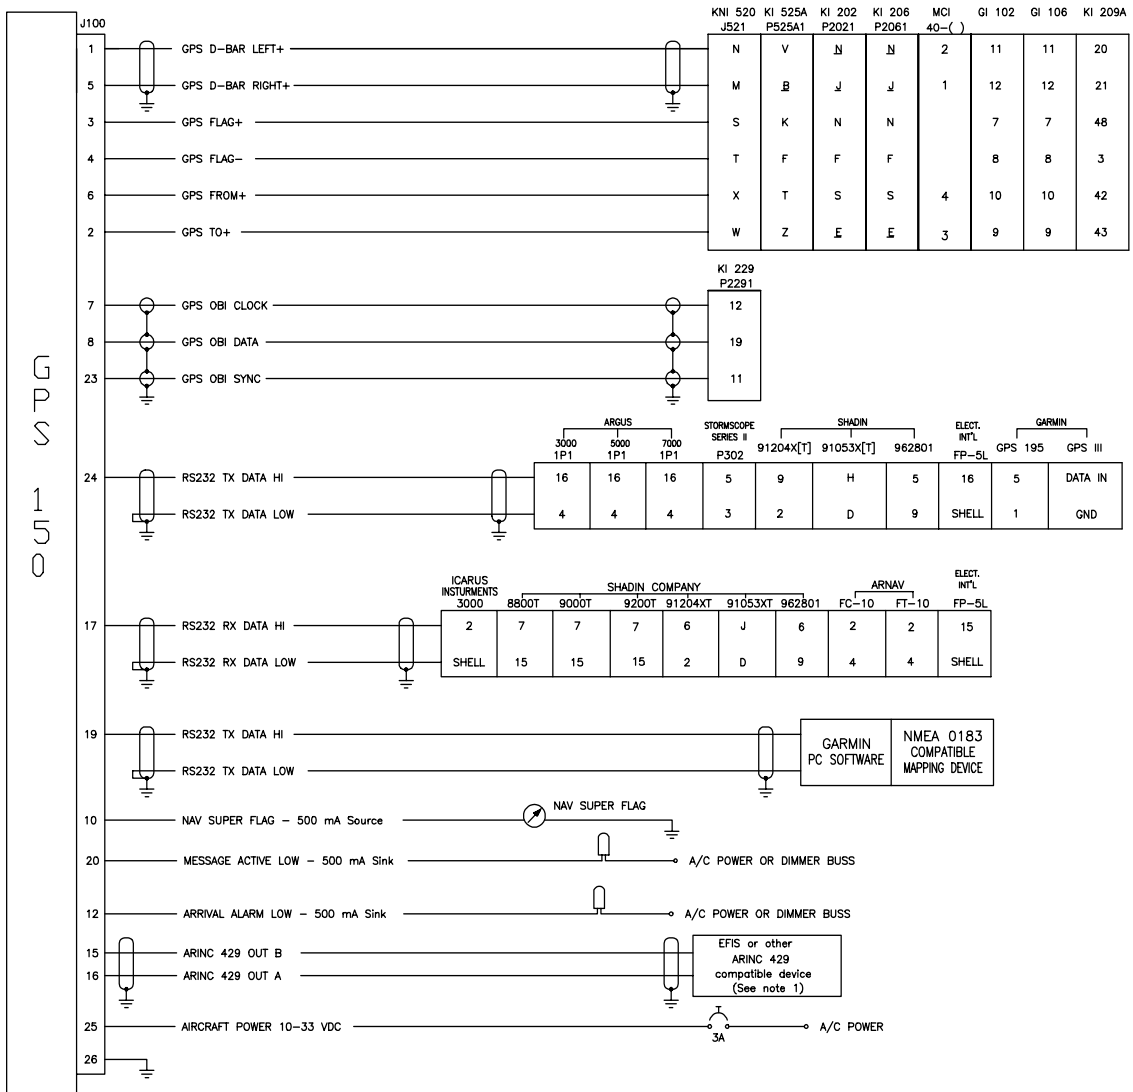 KNI 520 KI 525A KI 202 KI 206 MCI GI 102 GI 106 KI 209A
J100 J521 P525A1 P2021 P2061 40-( )
1 GPS D-BAR LEFT+ N V N N 2 11 11 20
5 GPS D-BAR RIGHT+ M B J J 1 12 12 21
3 GPS FLAG+ S K N N 7 7 48
4 GPS FLAG- T F F F 8 8 3
6 GPS FROM+ X T S S 4 10 10 42
2 GPS TO+ W Z E E 3 9 9 43
KI 229
P2291
7 GPS OBI CLOCK 12
8 GPS OBI DATA 19
23 GPS OBI SYNC 11
GPS 150
ARGUS STORMSCOPE SHADIN ELECT. GARMIN
3000 5000 7000 SERIES II 91204X[T] 91053X[T] 962801 INT'L GPS 195 GPS III
1P1 1P1 1P1 P302 FP-5L
24 RS232 TX DATA HI 16 16 16 5 9 H 5 16 5 DATA IN
RS232 TX DATA LOW 4 4 4 3 2 D 9 SHELL 1 GND
ICARUS SHADIN COMPANY ARNAV ELECT.
INSTURMENTS INT'L
3000 8800T 9000T 9200T 91204XT 91053XT 962801 FC-10 FT-10 FP-5L
17 RS232 RX DATA HI 2 7 7 7 6 J 6 2 2 15
RS232 RX DATA LOW SHELL 15 15 15 2 D 9 4 4 SHELL
19 RS232 TX DATA HI
RS232 TX DATA LOW
GARMIN
PC SOFTWARE
NMEA 0183
COMPATIBLE
MAPPING DEVICE
10 NAV SUPER FLAG - 500 mA Source NAV SUPER FLAG
20 MESSAGE ACTIVE LOW - 500 mA Sink A/C POWER OR DIMMER BUSS
12 ARRIVAL ALARM LOW - 500 mA Sink A/C POWER OR DIMMER BUSS
15 ARINC 429 OUT B
16 ARINC 429 OUT A
EFIS or other
ARINC 429
compatible device
(See note 1)
25 AIRCRAFT POWER 10-33 VDC 3A A/C POWER
26